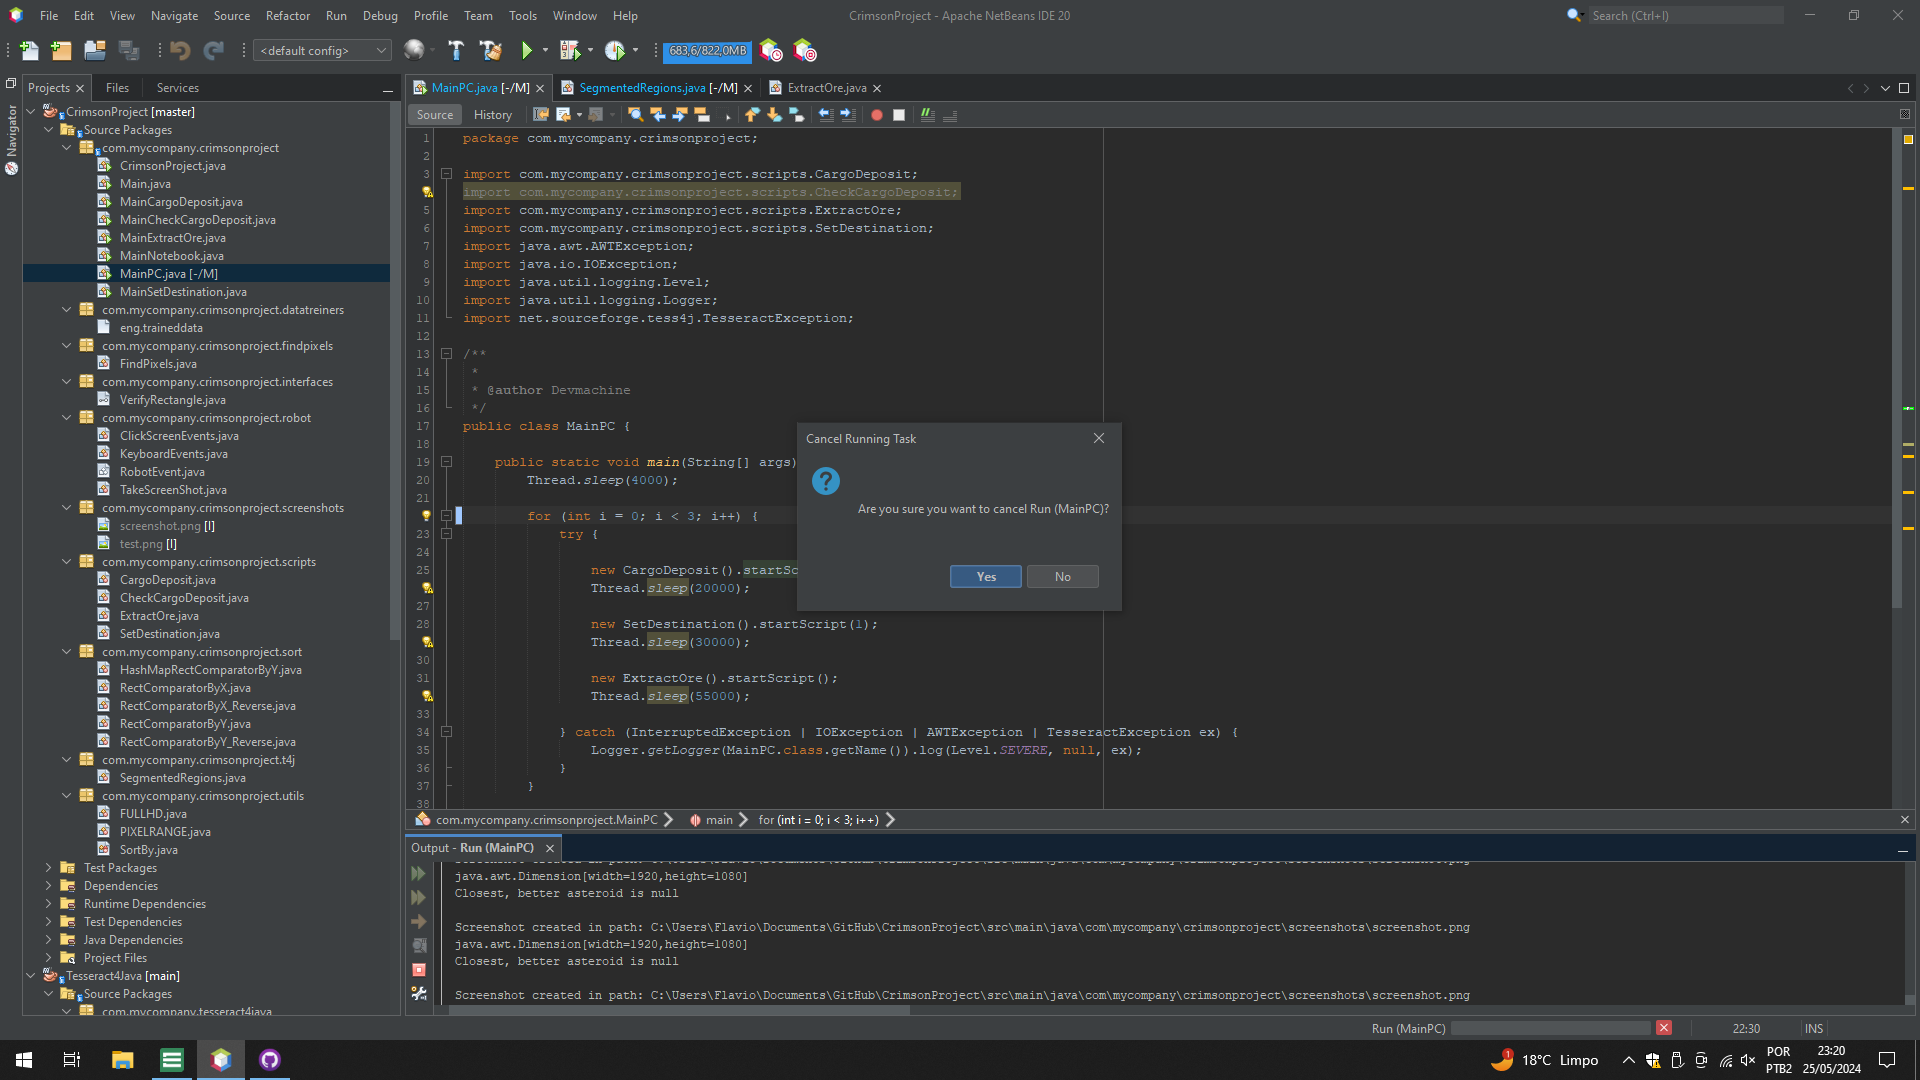 File Edit View Navigate Source Refactor Run Debug Profile Team Tools Window Help
CrimsonProject - Apache NetBeans IDE 20
Search (Ctrl+I)
<default config>
683,6/822,0MB
Projects Files Services
MainPC.java [-/M]
SegmentedRegions.java [-/M]
ExtractOre.java
Navigator
Source History
CrimsonProject [master]
Source Packages
com.mycompany.crimsonproject
CrimsonProject.java
Main.java
MainCargoDeposit.java
MainCheckCargoDeposit.java
MainExtractOre.java
MainNotebook.java
MainPC.java [-/M]
MainSetDestination.java
com.mycompany.crimsonproject.datatreiners
eng.traineddata
com.mycompany.crimsonproject.findpixels
FindPixels.java
com.mycompany.crimsonproject.interfaces
VerifyRectangle.java
com.mycompany.crimsonproject.robot
ClickScreenEvents.java
KeyboardEvents.java
RobotEvent.java
TakeScreenShot.java
com.mycompany.crimsonproject.screenshots
screenshot.png [I]
test.png [I]
com.mycompany.crimsonproject.scripts
CargoDeposit.java
CheckCargoDeposit.java
ExtractOre.java
SetDestination.java
com.mycompany.crimsonproject.sort
HashMapRectComparatorByY.java
RectComparatorByX.java
RectComparatorByX_Reverse.java
RectComparatorByY.java
RectComparatorByY_Reverse.java
com.mycompany.crimsonproject.t4j
SegmentedRegions.java
com.mycompany.crimsonproject.utils
FULLHD.java
PIXELRANGE.java
SortBy.java
Test Packages
Dependencies
Runtime Dependencies
Test Dependencies
Java Dependencies
Project Files
Tesseract4Java [main]
Source Packages
com.mycompany.tesseract4java
1 package com.mycompany.crimsonproject;
2
3 import com.mycompany.crimsonproject.scripts.CargoDeposit;
import com.mycompany.crimsonproject.scripts.CheckCargoDeposit;
5 import com.mycompany.crimsonproject.scripts.ExtractOre;
6 import com.mycompany.crimsonproject.scripts.SetDestination;
7 import java.awt.AWTException;
8 import java.io.IOException;
9 import java.util.logging.Level;
10 import java.util.logging.Logger;
11 import net.sourceforge.tess4j.TesseractException;
12
13 /**
14 *
15 * @author Devmachine
16 */
17 public class MainPC {
18
19 public static void main(String[] args)
20 Thread.sleep(4000);
21
for (int i = 0; i < 3; i++) {
23 try {
24
25 new CargoDeposit().startSc
Thread.sleep(20000);
27
28 new SetDestination().startScript(1);
Thread.sleep(30000);
30
31 new ExtractOre().startScript();
Thread.sleep(55000);
33
34 } catch (InterruptedException | IOException | AWTException | TesseractException ex) {
35 Logger.getLogger(MainPC.class.getName()).log(Level.SEVERE, null, ex);
36 }
37 }
38
Cancel Running Task
Are you sure you want to cancel Run (MainPC)?
Yes No
com.mycompany.crimsonproject.MainPC main for (int i = 0; i < 3; i++)
Output - Run (MainPC)
Screenshot created in path: C:\Users\Flavio\Documents\GitHub\CrimsonProject\src\main\java\com\mycompany\crimsonproject\screenshots\screenshot.png
java.awt.Dimension[width=1920,height=1080]
Closest, better asteroid is null
Screenshot created in path: C:\Users\Flavio\Documents\GitHub\CrimsonProject\src\main\java\com\mycompany\crimsonproject\screenshots\screenshot.png
java.awt.Dimension[width=1920,height=1080]
Closest, better asteroid is null
Screenshot created in path: C:\Users\Flavio\Documents\GitHub\CrimsonProject\src\main\java\com\mycompany\crimsonproject\screenshots\screenshot.png
Run (MainPC)
22:30 INS
1
18°C Limpo
POR
PTB2
23:20
25/05/2024